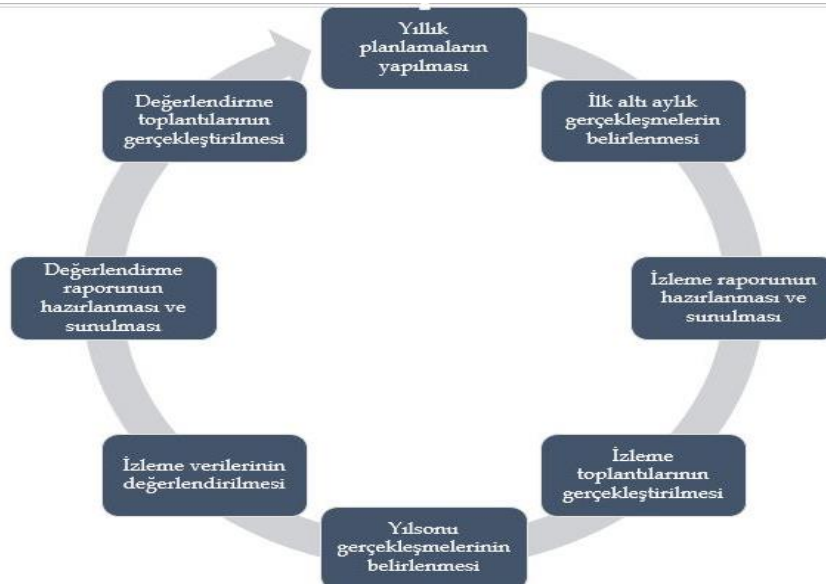 Yıllık
planlamaların
yapılması
İlk altı aylık
gerçekleşmelerin
belirlenmesi
İzleme raporunun
hazırlanması ve
sunulması
İzleme
toplantılarının
gerçekleştirilmesi
Yılsonu
gerçekleşmelerinin
belirlenmesi
İzleme verilerinin
değerlendirilmesi
Değerlendirme
raporunun
hazırlanması ve
sunulması
Değerlendirme
toplantılarının
gerçekleştirilmesi